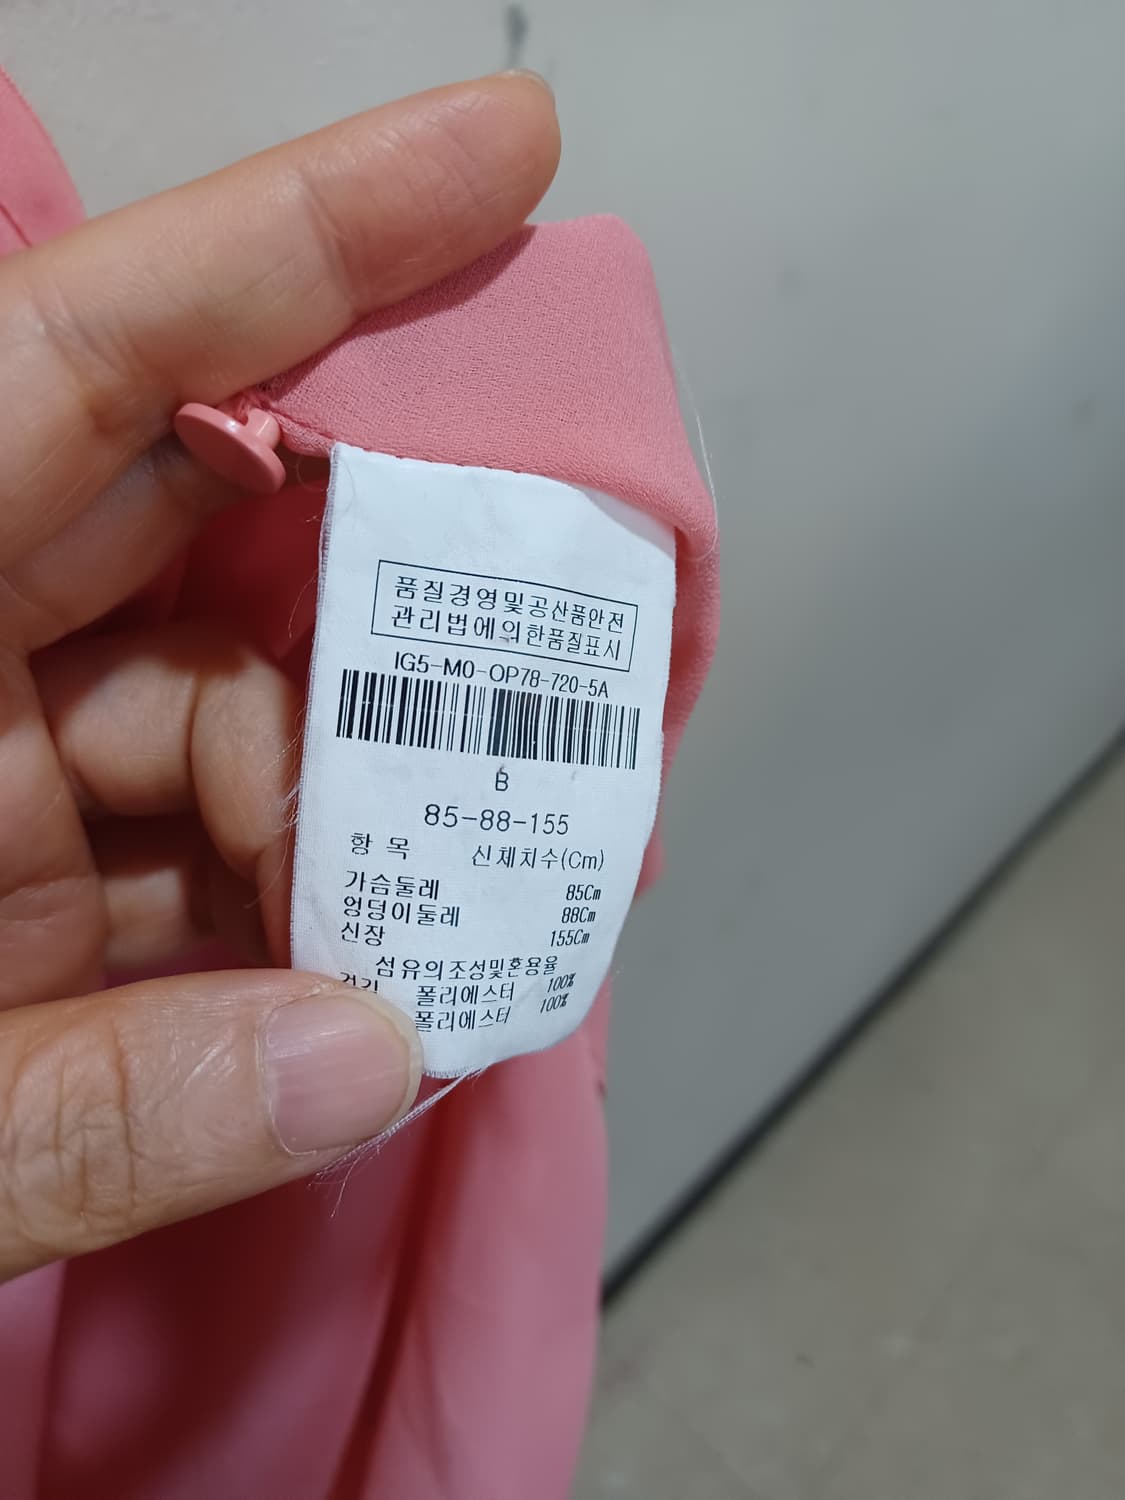 품질경영및공산품안전
관리법에의한품질표시
IG5-M0-OP78-720-5A
B
85-88-155
항 목 신체치수(Cm)
가슴둘레 85Cm
엉덩이둘레 88Cm
신장 155Cm
섬유의조성및혼용율
겉감 폴리에스터 100%
폴리에스터 100%